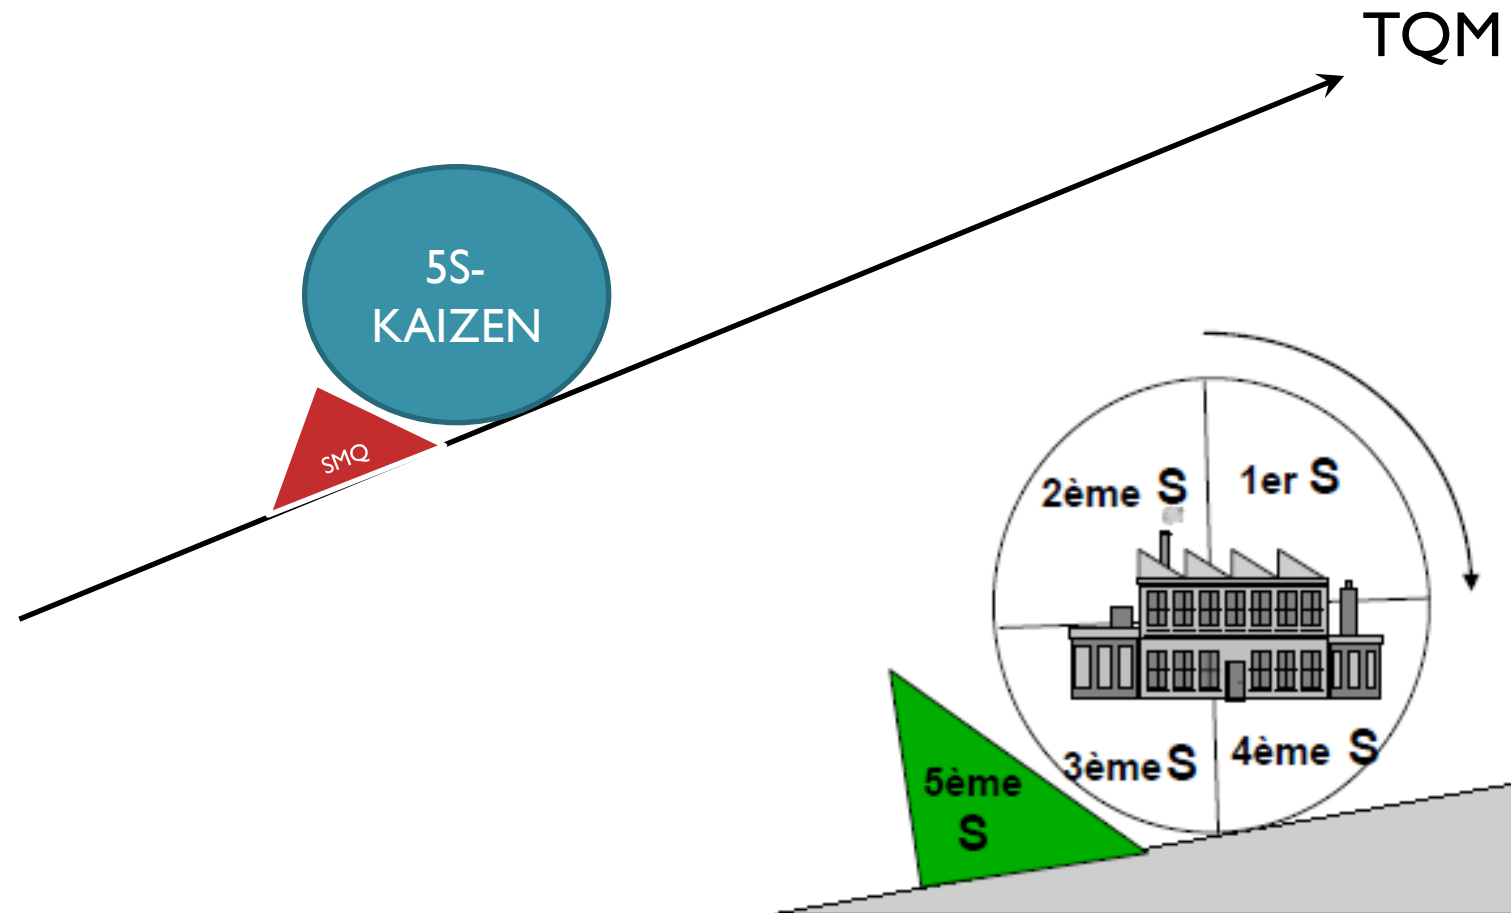 TQM
5S-
KAIZEN
SMQ
2ème S
1er S
3ème S
4ème S
5ème
S